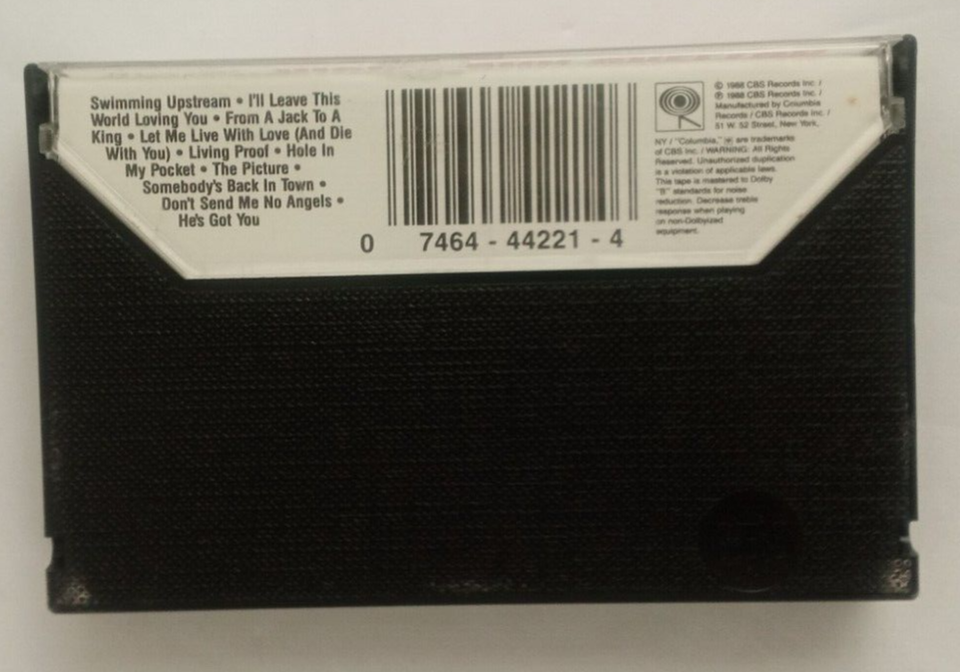 Swimming Upstream • I'll Leave This
World Loving You • From A Jack To A
King • Let Me Live With Love (And Die
With You) • Living Proof • Hole In
My Pocket • The Picture •
Somebody's Back In Town •
Don't Send Me No Angels •
He's Got You
0 7464 - 44221 - 4
© 1988 CBS Records Inc. /
℗ 1988 CBS Records Inc. /
Manufactured by Columbia
Records / CBS Records Inc. /
51 W. 52 Street, New York,
NY / "Columbia," are trademarks
of CBS Inc. / WARNING: All Rights
Reserved. Unauthorized duplication
is a violation of applicable laws.
This tape is mastered to Dolby
"B" standards for noise
reduction. Decrease treble
response when playing
on non-Dolbyized
equipment.